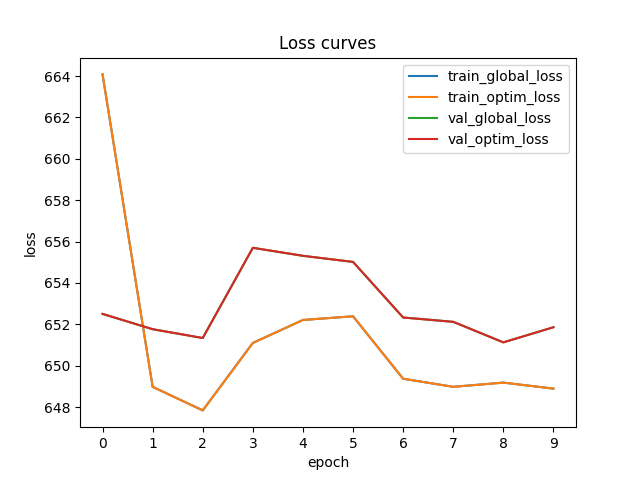 Loss curves
train_global_loss
train_optim_loss
val_global_loss
val_optim_loss
664
662
660
658
656
654
652
650
648
loss
0 1 2 3 4 5 6 7 8 9
epoch